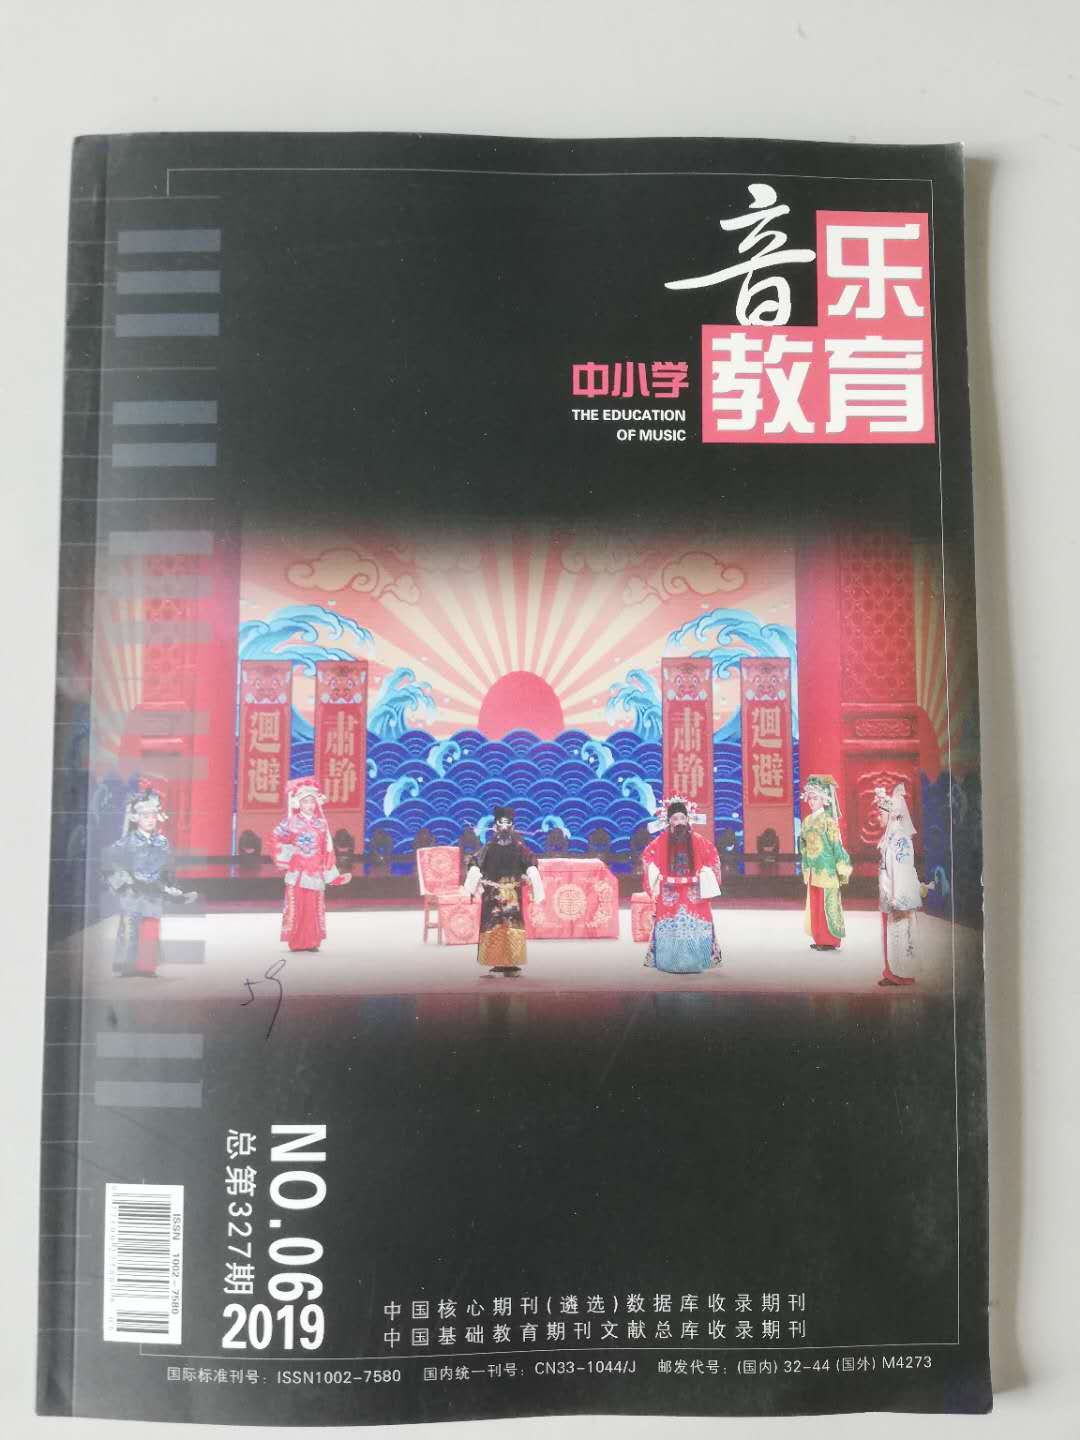 音乐
教育
中小学
THE EDUCATION
OF MUSIC
迴避
肃静
肃静
迴避
59
NO.06
总第327期
2019
ISSN 1002-7580
中国核心期刊(遴选)数据库收录期刊
中国基础教育期刊文献总库收录期刊
国际标准刊号: ISSN1002-7580 国内统一刊号: CN33-1044/J 邮发代号: (国内) 32-44 (国外) M4273